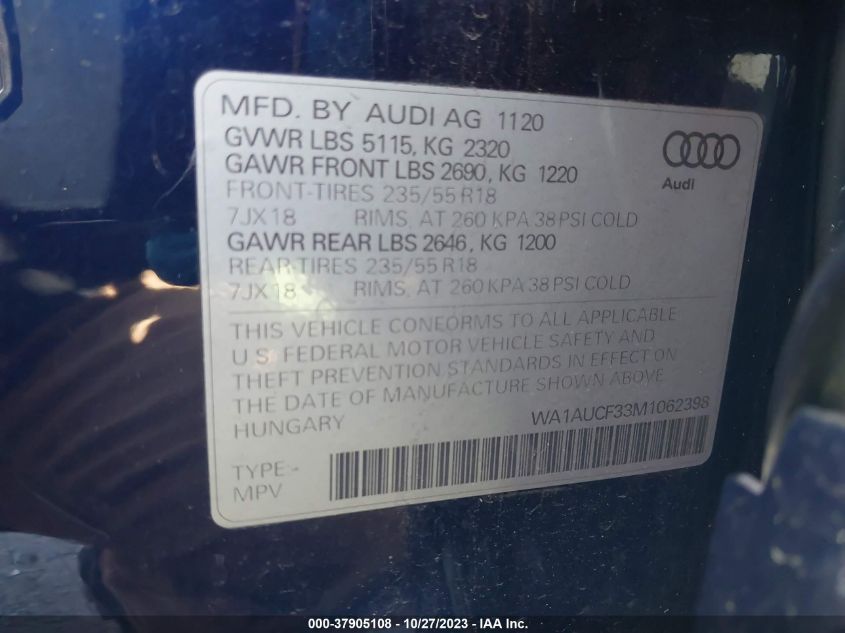 MFD. BY AUDI AG 1120
GVWR LBS 5115, KG 2320
GAWR FRONT LBS 2690, KG 1220
FRONT-TIRES 235/55 R18
7JX18 RIMS, AT 260 KPA 38 PSI COLD
GAWR REAR LBS 2646, KG 1200
REAR-TIRES 235/55 R18
7JX18 RIMS, AT 260 KPA 38 PSI COLD
Audi
THIS VEHICLE CONFORMS TO ALL APPLICABLE
U.S. FEDERAL MOTOR VEHICLE SAFETY AND
THEFT PREVENTION STANDARDS IN EFFECT ON
THE DATE OF MANUFACTURE SHOWN ABOVE.
HUNGARY WA1AUCF33M1062398
TYPE:-
MPV
000-37905108 - 10/27/2023 - IAA Inc.